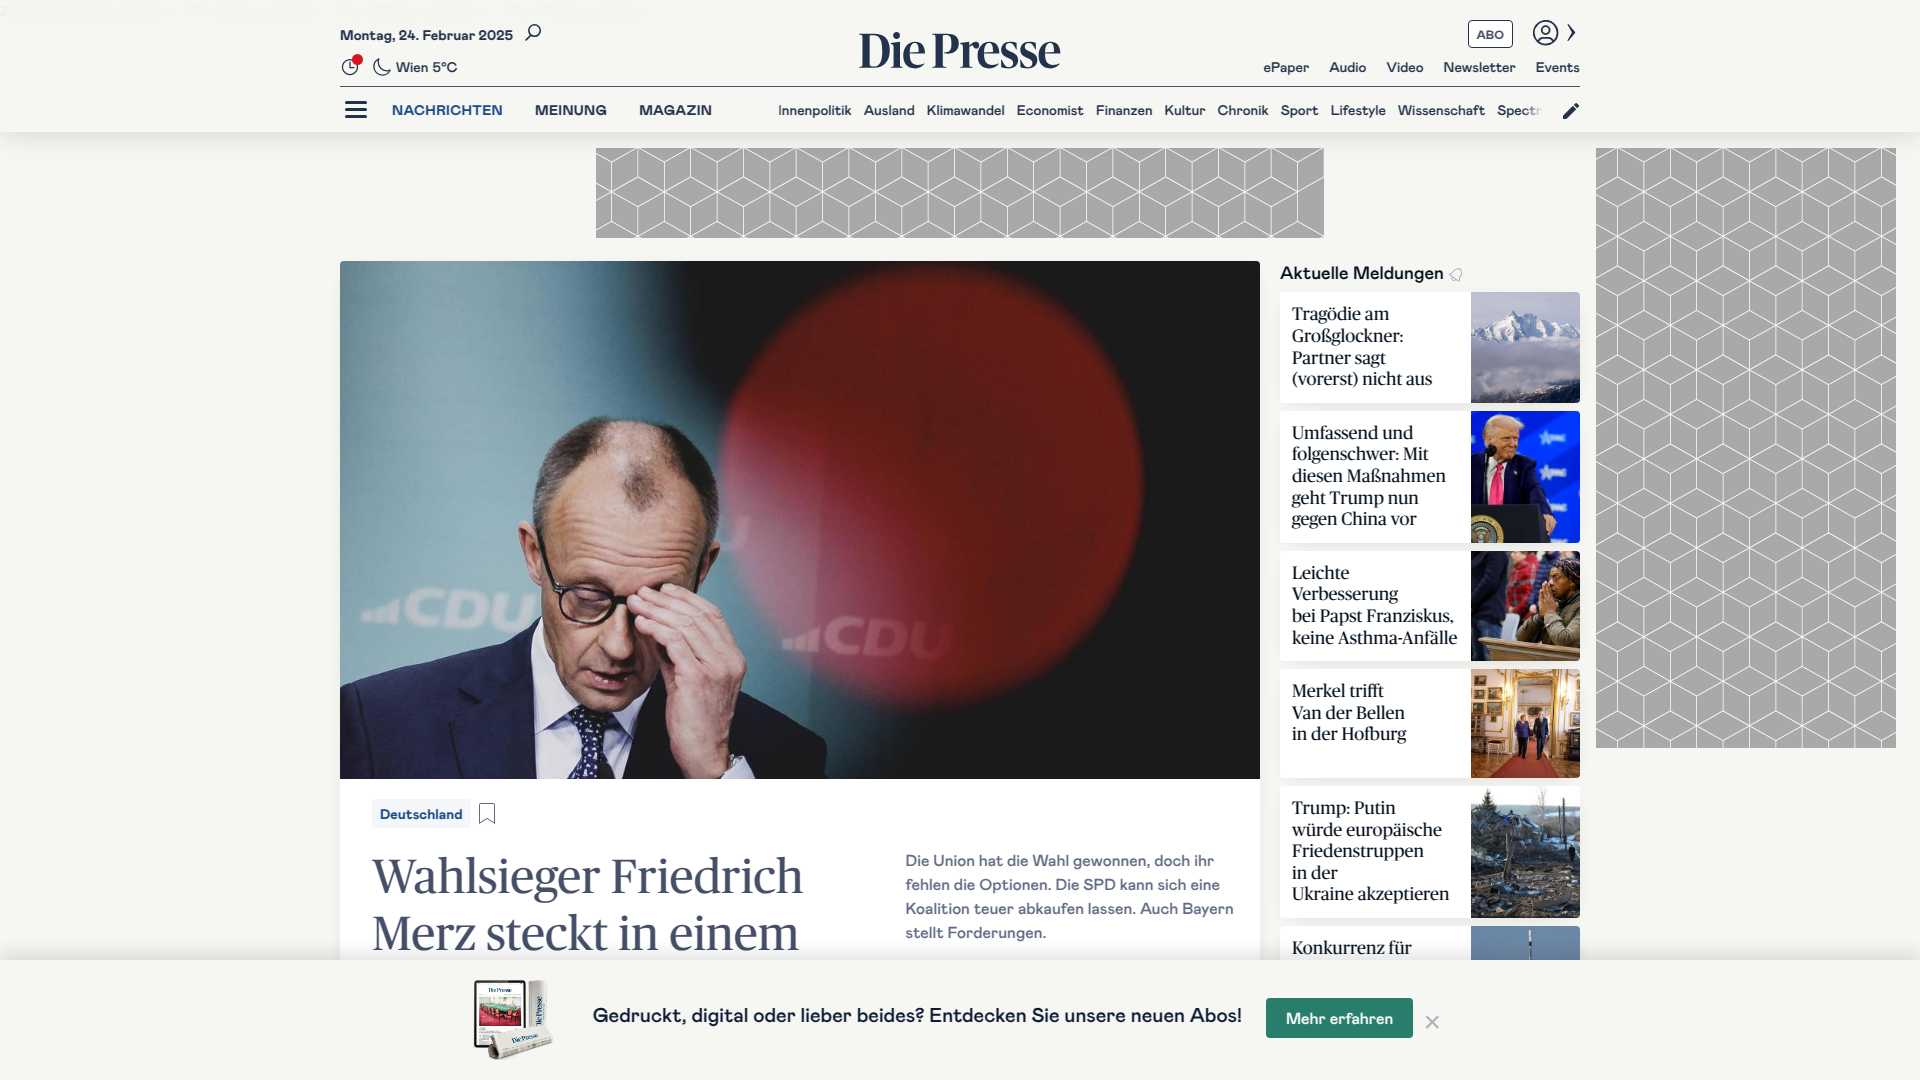 Montag, 24. Februar 2025
Wien 5°C
Die Presse
ABO
ePaper Audio Video Newsletter Events
NACHRICHTEN MEINUNG MAGAZIN
Innenpolitik Ausland Klimawandel Economist Finanzen Kultur Chronik Sport Lifestyle Wissenschaft Spectr
CDU
CDU
Deutschland
Wahlsieger Friedrich
Merz steckt in einem
Die Union hat die Wahl gewonnen, doch ihr
fehlen die Optionen. Die SPD kann sich eine
Koalition teuer abkaufen lassen. Auch Bayern
stellt Forderungen.
Aktuelle Meldungen
Tragödie am
Großglockner:
Partner sagt
(vorerst) nicht aus
Umfassend und
folgenschwer: Mit
diesen Maßnahmen
geht Trump nun
gegen China vor
Leichte
Verbesserung
bei Papst Franziskus,
keine Asthma-Anfälle
Merkel trifft
Van der Bellen
in der Hofburg
Trump: Putin
würde europäische
Friedenstruppen
in der
Ukraine akzeptieren
Konkurrenz für
Die Presse
Die Presse
Die Presse
Gedruckt, digital oder lieber beides? Entdecken Sie unsere neuen Abos!
Mehr erfahren